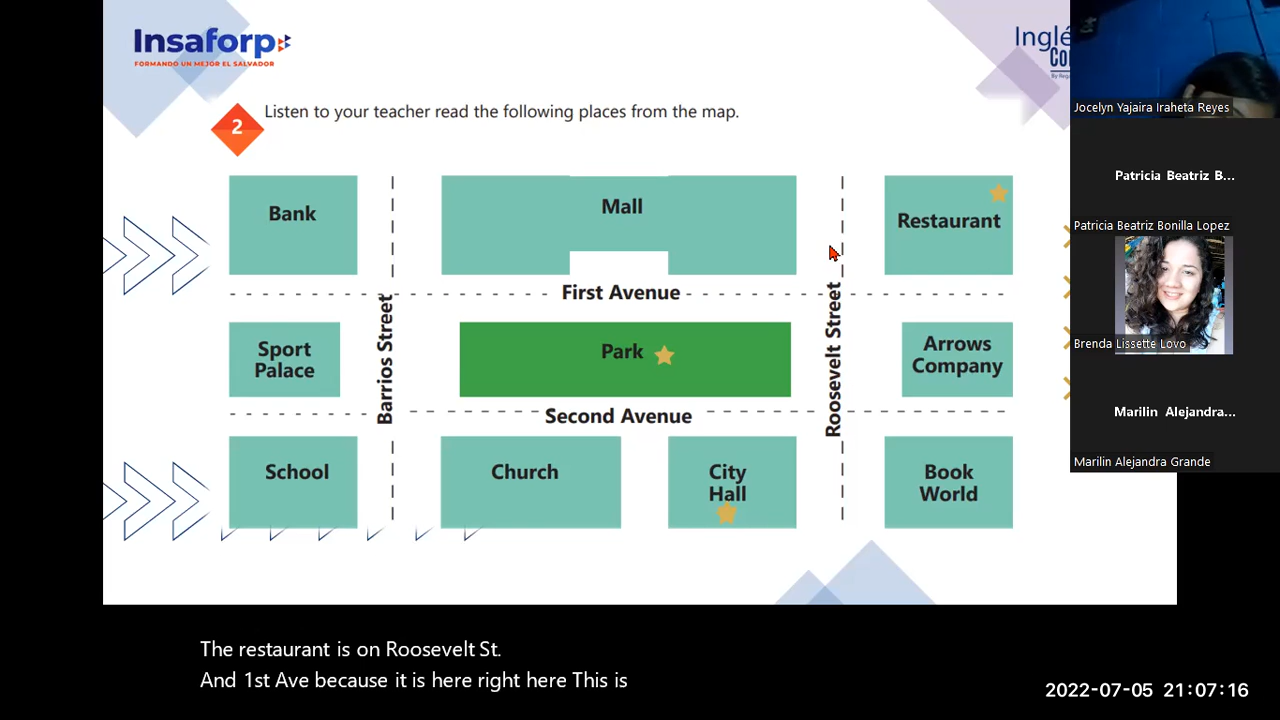 Insaforp
FORMANDO UN MEJOR EL SALVADOR
2
Listen to your teacher read the following places from the map.
Bank
Mall
Restaurant
First Avenue
Barrios Street
Roosevelt Street
Sport
Palace
Park
Arrows
Company
Second Avenue
School
Church
City
Hall
Book
World
Jocelyn Yajaira Iraheta Reyes
Patricia Beatriz B...
Patricia Beatriz Bonilla Lopez
Brenda Lissette Lovo
Marilin Alejandra...
Marilin Alejandra Grande
The restaurant is on Roosevelt St.
And 1st Ave because it is here right here This is
2022-07-05 21:07:16